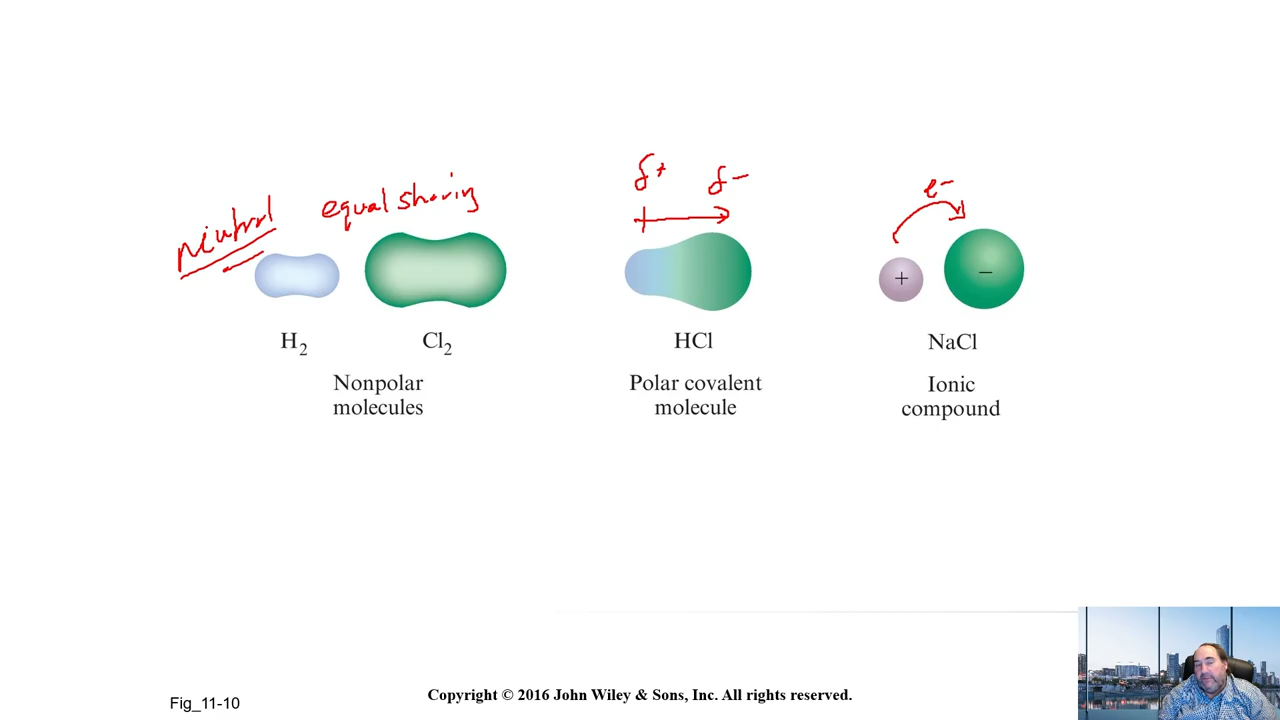 neutral
equal sharing
δ+ δ−
e−
+ −
H2 Cl2 HCl NaCl
Nonpolar
molecules
Polar covalent
molecule
Ionic
compound
Fig_11-10
Copyright © 2016 John Wiley & Sons, Inc. All rights reserved.